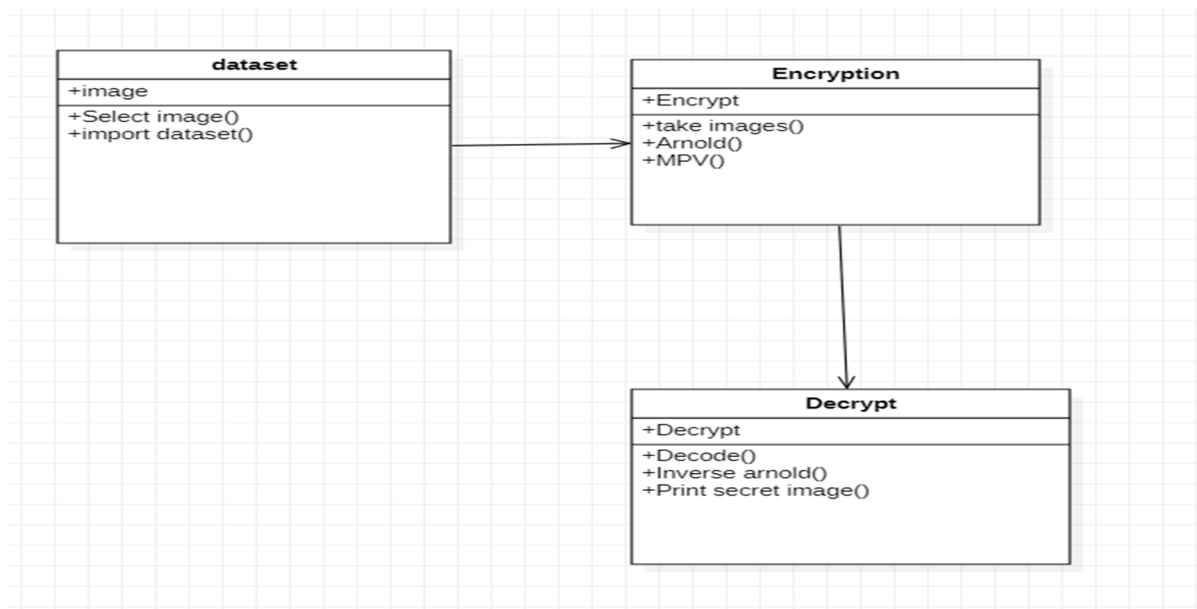 dataset
+image
+Select image()
+import dataset()
Encryption
+Encrypt
+take images()
+Arnold()
+MPV()
Decrypt
+Decrypt
+Decode()
+Inverse arnold()
+Print secret image()